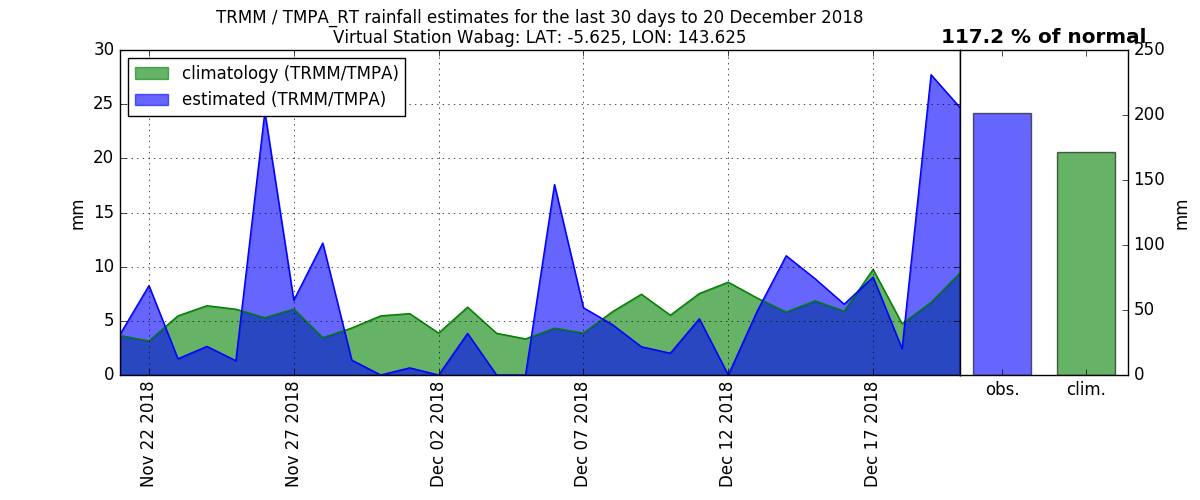 TRMM / TMPA_RT rainfall estimates for the last 30 days to 20 December 2018
Virtual Station Wabag: LAT: -5.625, LON: 143.625
117.2 % of normal
climatology (TRMM/TMPA)
estimated (TRMM/TMPA)
mm
30
25
20
15
10
5
0
Nov 22 2018
Nov 27 2018
Dec 02 2018
Dec 07 2018
Dec 12 2018
Dec 17 2018
obs.
clim.
250
200
150
100
50
0
mm